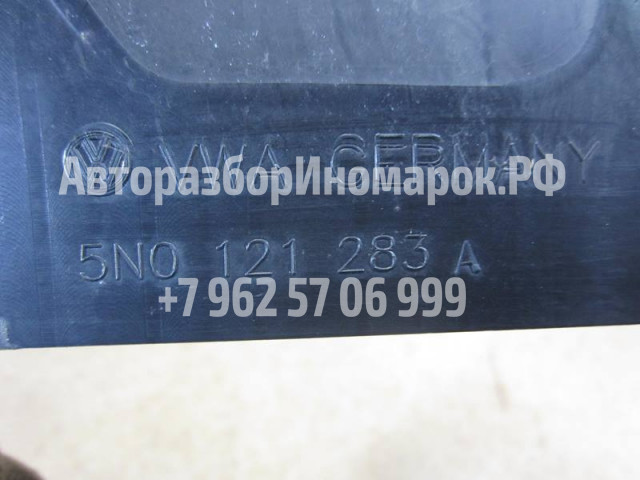 VWA GERMANY
АвторазборИномарок.РФ
5N0 121 283 A
+7 962 57 06 999